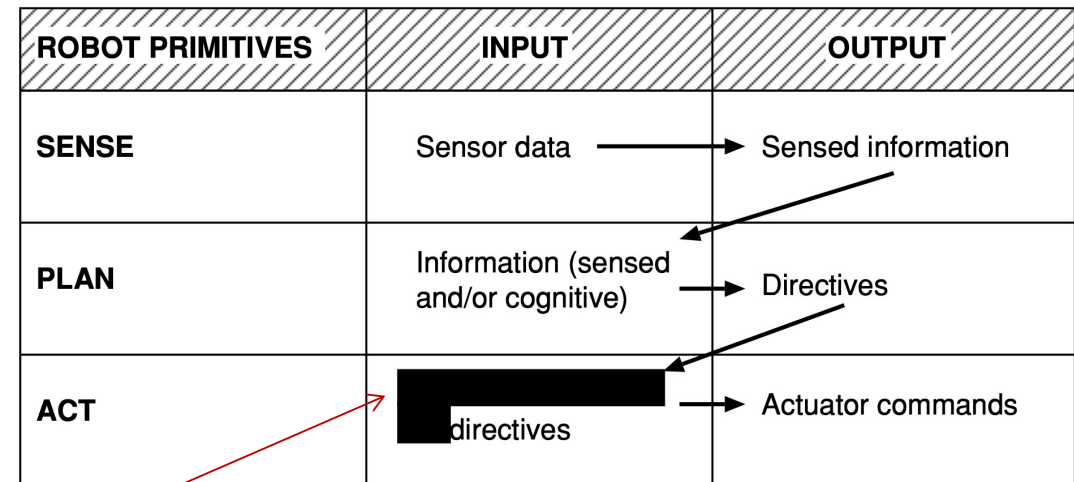 ROBOT PRIMITIVES INPUT OUTPUT
SENSE Sensor data Sensed information
PLAN Information (sensed
and/or cognitive) Directives
ACT directives Actuator commands